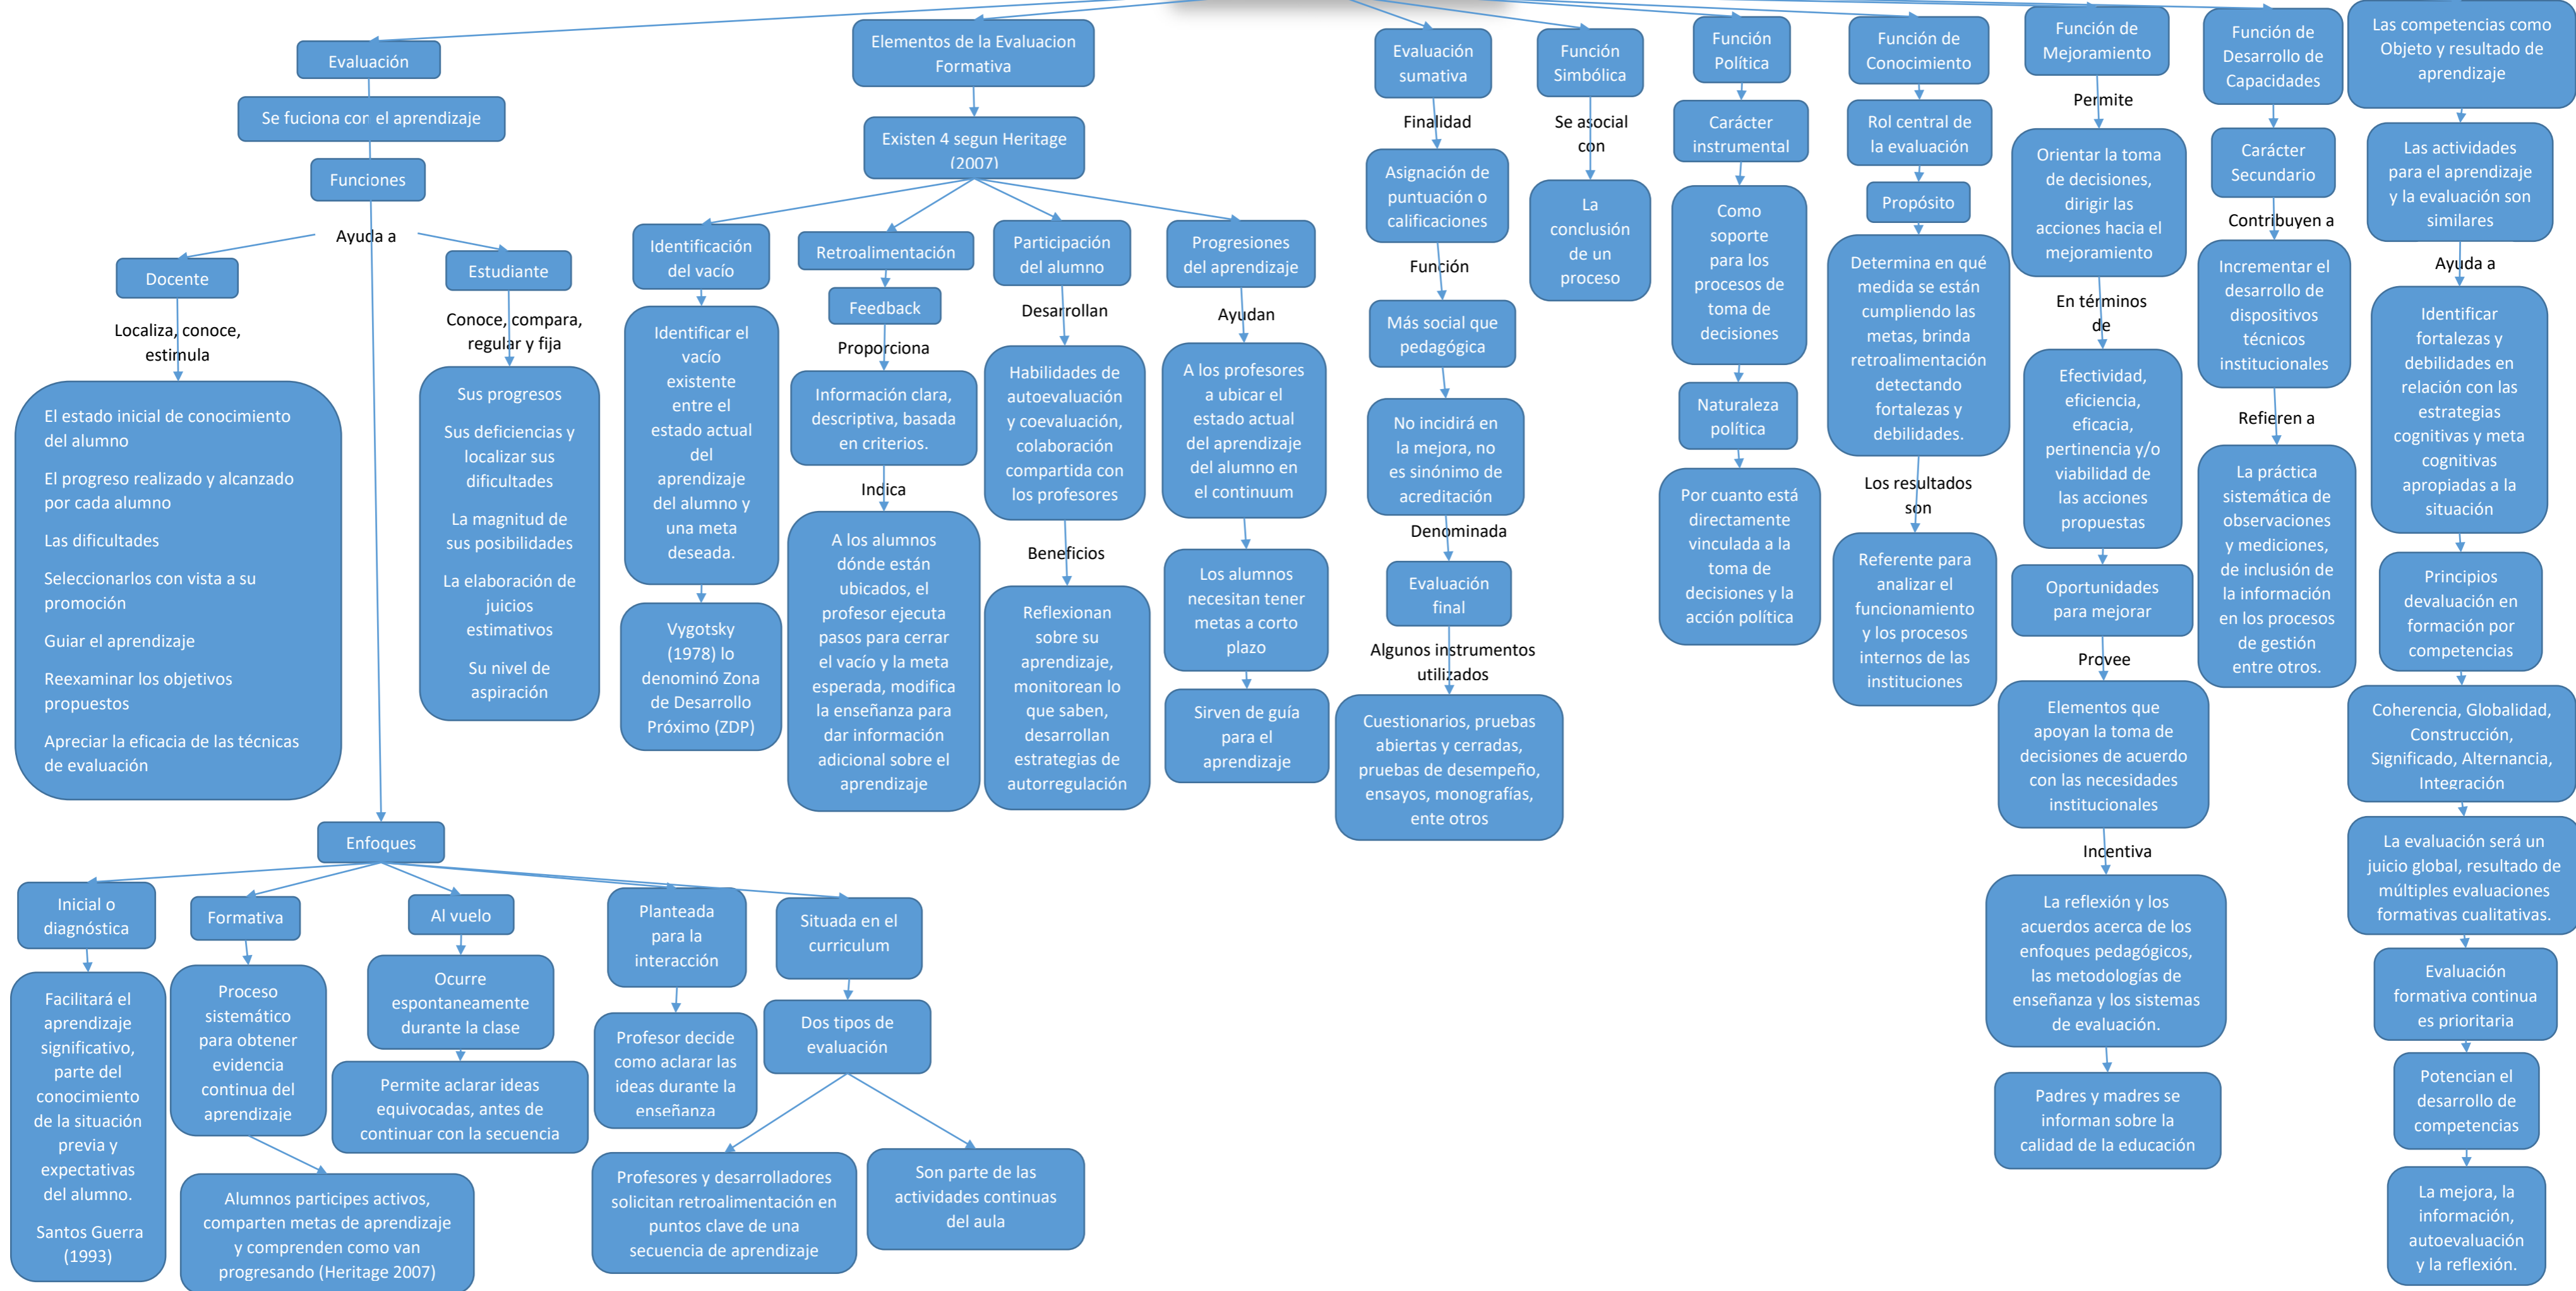 Evaluación
Se fuciona con el aprendizaje
Funciones
Ayuda a
Docente
Localiza, conoce,
estimula
El estado inicial de conocimiento
del alumno
El progreso realizado y alcanzado
por cada alumno
Las dificultades
Seleccionarlos con vista a su
promoción
Guiar el aprendizaje
Reexaminar los objetivos
propuestos
Apreciar la eficacia de las técnicas
de evaluación
Estudiante
Conoce, compara,
regular y fija
Sus progresos
Sus deficiencias y
localizar sus
dificultades
La magnitud de
sus posibilidades
La elaboración de
juicios
estimativos
Su nivel de
aspiración
Enfoques
Inicial o
diagnóstica
Facilitará el
aprendizaje
significativo,
parte del
conocimiento
de la situación
previa y
expectativas
del alumno.
Santos Guerra
(1993)
Formativa
Proceso
sistemático
para obtener
evidencia
continua del
aprendizaje
Alumnos participes activos,
comparten metas de aprendizaje
y comprenden como van
progresando (Heritage 2007)
Al vuelo
Ocurre
espontaneamente
durante la clase
Permite aclarar ideas
equivocadas, antes de
continuar con la secuencia
Planteada
para la
interacción
Profesor decide
como aclarar las
ideas durante la
enseñanza
Situada en el
curriculum
Dos tipos de
evaluación
Profesores y desarrolladores
solicitan retroalimentación en
puntos clave de una
secuencia de aprendizaje
Son parte de las
actividades continuas
del aula
Elementos de la Evaluacion
Formativa
Existen 4 segun Heritage
(2007)
Identificación
del vacío
Identificar el
vacío
existente
entre el
estado actual
del
aprendizaje
del alumno y
una meta
deseada.
Vygotsky
(1978) lo
denominó Zona
de Desarrollo
Próximo (ZDP)
Retroalimentación
Feedback
Proporciona
Información clara,
descriptiva, basada
en criterios.
Indica
A los alumnos
dónde están
ubicados, el
profesor ejecuta
pasos para cerrar
el vacío y la meta
esperada, modifica
la enseñanza para
dar información
adicional sobre el
aprendizaje
Participación
del alumno
Desarrollan
Habilidades de
autoevaluación
y coevaluación,
colaboración
compartida con
los profesores
Beneficios
Reflexionan
sobre su
aprendizaje,
monitorean lo
que saben,
desarrollan
estrategias de
autorregulación
Progresiones
del aprendizaje
Ayudan
A los profesores
a ubicar el
estado actual
del aprendizaje
del alumno en
el continuum
Los alumnos
necesitan tener
metas a corto
plazo
Sirven de guía
para el
aprendizaje
Evaluación
sumativa
Finalidad
Asignación de
puntuación o
calificaciones
Función
Más social que
pedagógica
No incidirá en
la mejora, no
es sinónimo de
acreditación
Denominada
Evaluación
final
Algunos instrumentos
utilizados
Cuestionarios, pruebas
abiertas y cerradas,
pruebas de desempeño,
ensayos, monografías,
ente otros
Función
Simbólica
Se asocial
con
La
conclusión
de un
proceso
Función
Política
Carácter
instrumental
Como
soporte
para los
procesos de
toma de
decisiones
Naturaleza
política
Por cuanto está
directamente
vinculada a la
toma de
decisiones y la
acción política
Función de
Conocimiento
Rol central de
la evaluación
Propósito
Determina en qué
medida se están
cumpliendo las
metas, brinda
retroalimentación
detectando
fortalezas y
debilidades.
Los resultados
son
Referente para
analizar el
funcionamiento
y los procesos
internos de las
instituciones
Función de
Mejoramiento
Permite
Orientar la toma
de decisiones,
dirigir las
acciones hacia el
mejoramiento
En términos
de
Efectividad,
eficiencia,
eficacia,
pertinencia y/o
viabilidad de
las acciones
propuestas
Oportunidades
para mejorar
Provee
Elementos que
apoyan la toma de
decisiones de acuerdo
con las necesidades
institucionales
Incentiva
La reflexión y los
acuerdos acerca de los
enfoques pedagógicos,
las metodologías de
enseñanza y los sistemas
de evaluación.
Padres y madres se
informan sobre la
calidad de la educación
Función de
Desarrollo de
Capacidades
Carácter
Secundario
Contribuyen a
Incrementar el
desarrollo de
dispositivos
técnicos
institucionales
Refieren a
La práctica
sistemática de
observaciones
y mediciones,
de inclusión de
la información
en los procesos
de gestión
entre otros.
Las competencias como
Objeto y resultado de
aprendizaje
Las actividades
para el aprendizaje
y la evaluación son
similares
Ayuda a
Identificar
fortalezas y
debilidades en
relación con las
estrategias
cognitivas y meta
cognitivas
apropiadas a la
situación
Principios
devaluación en
formación por
competencias
Coherencia, Globalidad,
Construcción,
Significado, Alternancia,
Integración
La evaluación será un
juicio global, resultado de
múltiples evaluaciones
formativas cualitativas.
Evaluación
formativa continua
es prioritaria
Potencian el
desarrollo de
competencias
La mejora, la
información,
autoevaluación
y la reflexión.